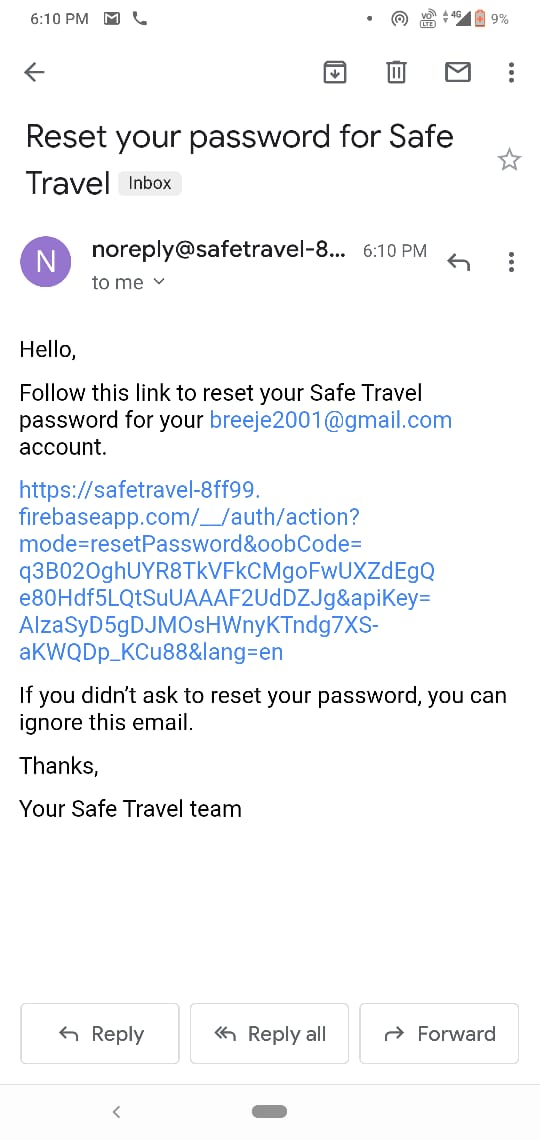 6:10 PM
VO
LTE
4G
9%
Reset your password for Safe
Travel Inbox
N
noreply@safetravel-8... 6:10 PM
to me
Hello,
Follow this link to reset your Safe Travel
password for your breeje2001@gmail.com
account.
https://safetravel-8ff99.
firebaseapp.com/__/auth/action?
mode=resetPassword&oobCode=
q3B02OghUYR8TkVFkCMgoFwUXZdEgQ
e80Hdf5LQtSuUAAAF2UdDZJg&apiKey=
AIzaSyD5gDJMOsHWnyKTndg7XS-
aKWQDp_KCu88&lang=en
If you didn’t ask to reset your password, you can
ignore this email.
Thanks,
Your Safe Travel team
Reply
Reply all
Forward